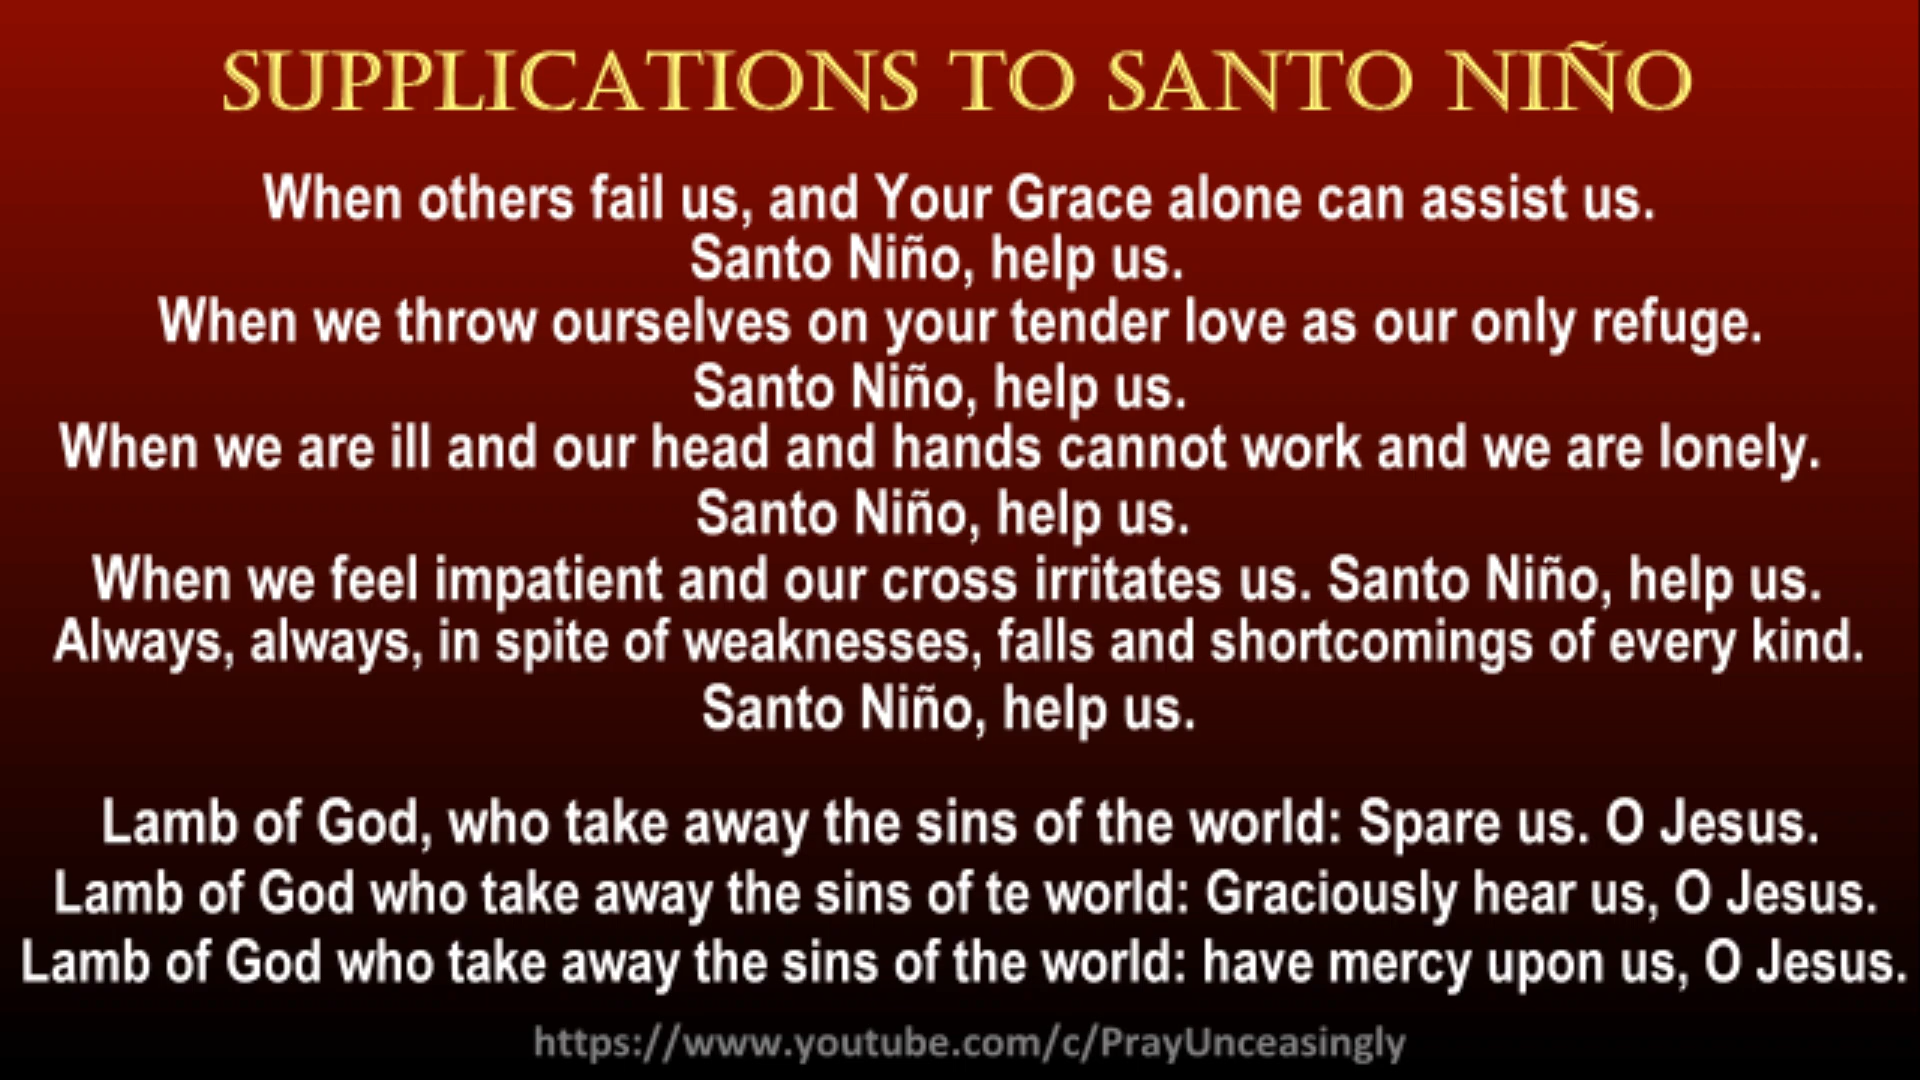 SUPPLICATIONS TO SANTO NIÑO
When others fail us, and Your Grace alone can assist us.
Santo Niño, help us.
When we throw ourselves on your tender love as our only refuge.
Santo Niño, help us.
When we are ill and our head and hands cannot work and we are lonely.
Santo Niño, help us.
When we feel impatient and our cross irritates us. Santo Niño, help us.
Always, always, in spite of weaknesses, falls and shortcomings of every kind.
Santo Niño, help us.
Lamb of God, who take away the sins of the world: Spare us. O Jesus.
Lamb of God who take away the sins of te world: Graciously hear us, O Jesus.
Lamb of God who take away the sins of the world: have mercy upon us, O Jesus.
https://www.youtube.com/c/PrayUnceasingly